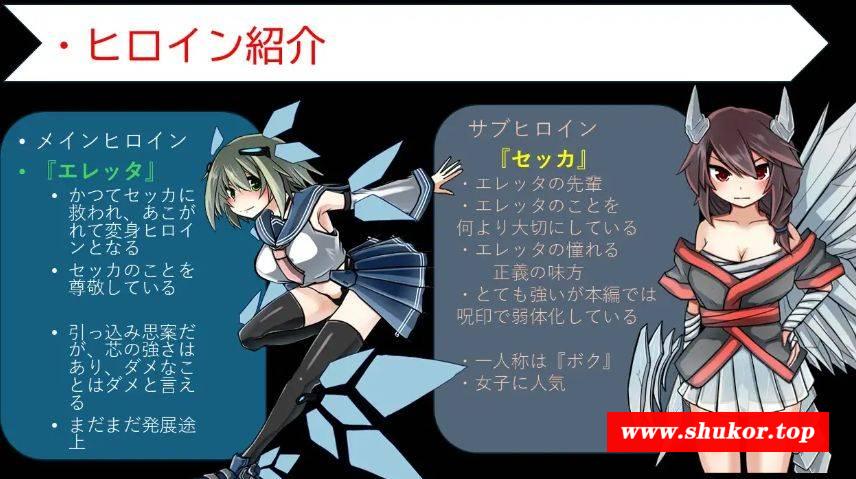 ・ヒロイン紹介
• メインヒロイン
• 『エレッタ』
• かつてセッカに
救われ、あこが
れて変身ヒロイ
ンとなる
• セッカのことを
尊敬している
• 引っ込み思案だ
が、芯の強さは
あり、ダメなこ
とはダメと言え
る
• まだまだ発展途
上
サブヒロイン
『セッカ』
・エレッタの先輩
・エレッタのことを
何より大切にしている
・エレッタの憧れる
正義の味方
・とても強いが本編では
呪印で弱体化している
・一人称は『ボク』
・女子に人気
www.shukor.top